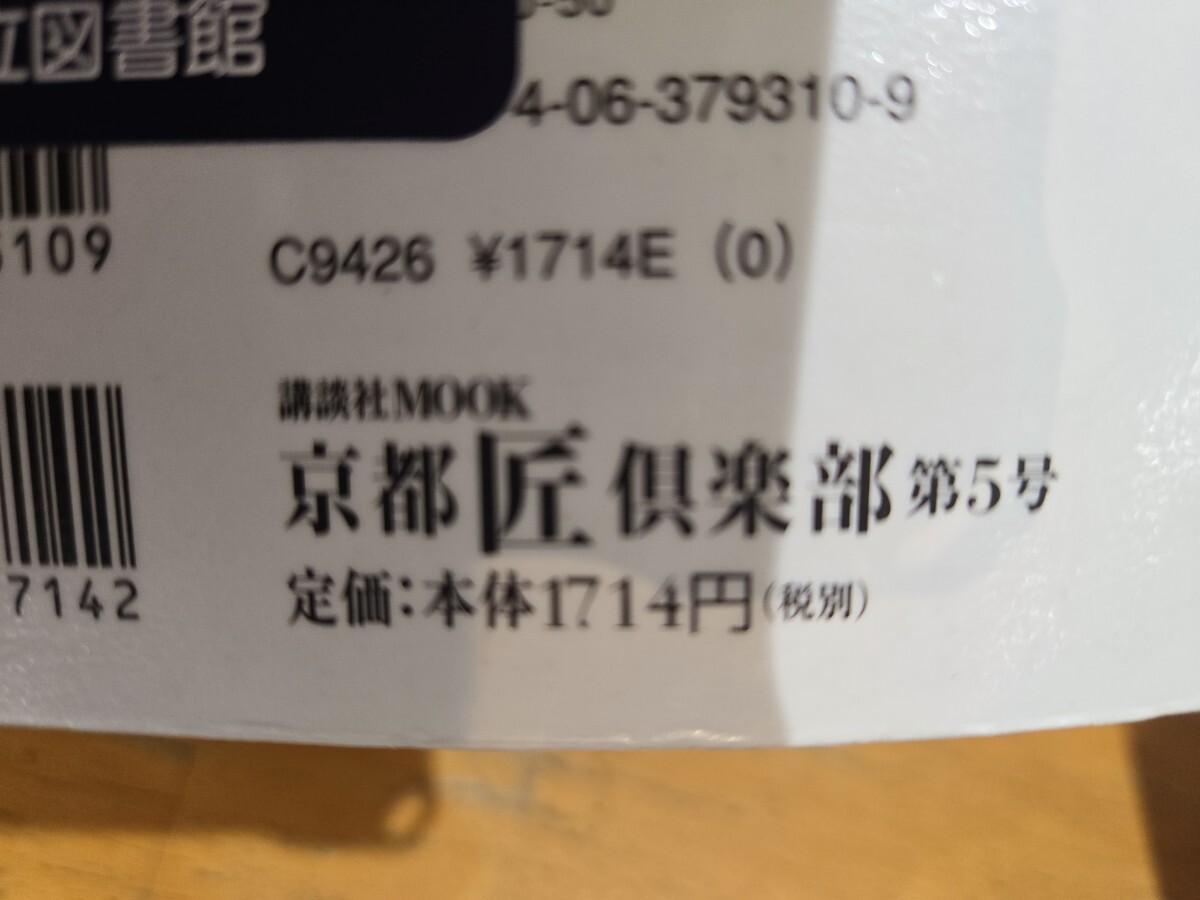 立図書館
4-06-379310-9
109
C9426 ¥1714E (0)
講談社MOOK
京都匠倶楽部 第5号
7142
定価：本体1714円(税別)